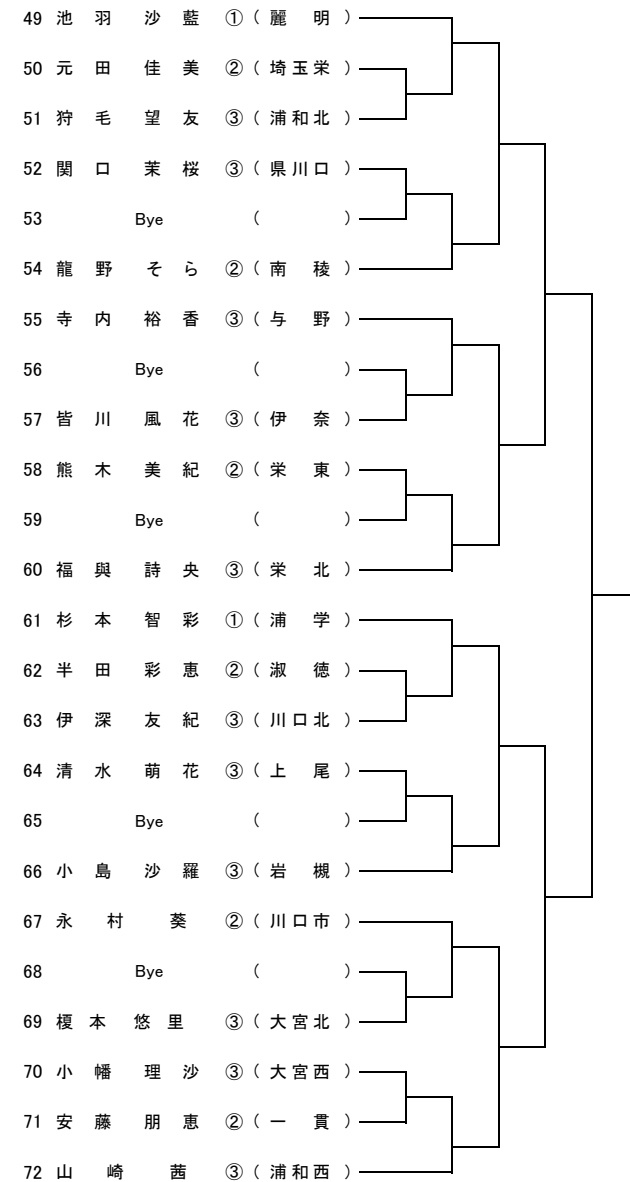 49 池羽 沙藍 ①（麗明）
50 元田 佳美 ②（埼玉栄）
51 狩毛 望友 ③（浦和北）
52 関口 茉桜 ③（県川口）
53 Bye （ ）
54 龍野 そら ②（南稜）
55 寺内 裕香 ③（与野）
56 Bye （ ）
57 皆川 風花 ③（伊奈）
58 熊木 美紀 ②（栄東）
59 Bye （ ）
60 福與 詩央 ③（栄北）
61 杉本 智彩 ①（浦学）
62 半田 彩恵 ②（淑徳）
63 伊深 友紀 ③（川口北）
64 清水 萌花 ③（上尾）
65 Bye （ ）
66 小島 沙羅 ③（岩槻）
67 永村 葵 ②（川口市）
68 Bye （ ）
69 榎本 悠里 ③（大宮北）
70 小幡 理沙 ③（大宮西）
71 安藤 朋恵 ②（一貫）
72 山崎 茜 ③（浦和西）